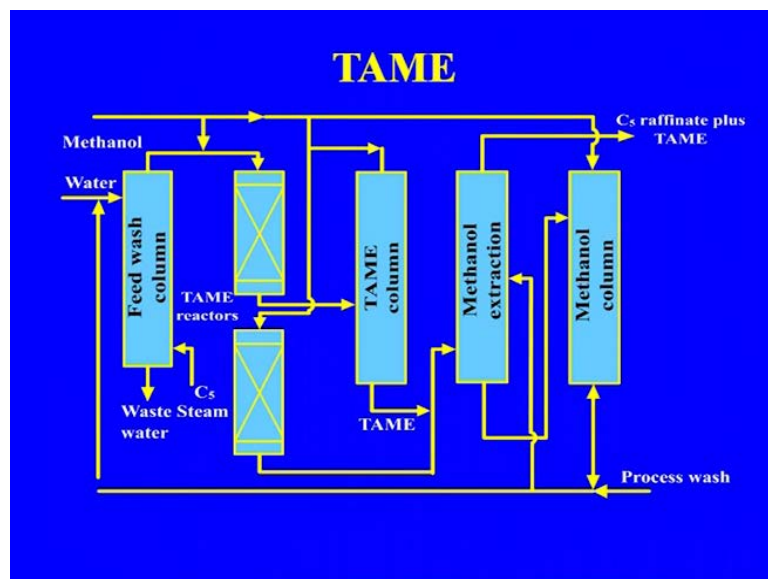 TAME
Methanol
C₅ raffinate plus
TAME
Water
Feed wash
column
TAME
reactors
TAME
column
Methanol
extraction
Methanol
column
C₅
Waste Steam
water
TAME
Process wash